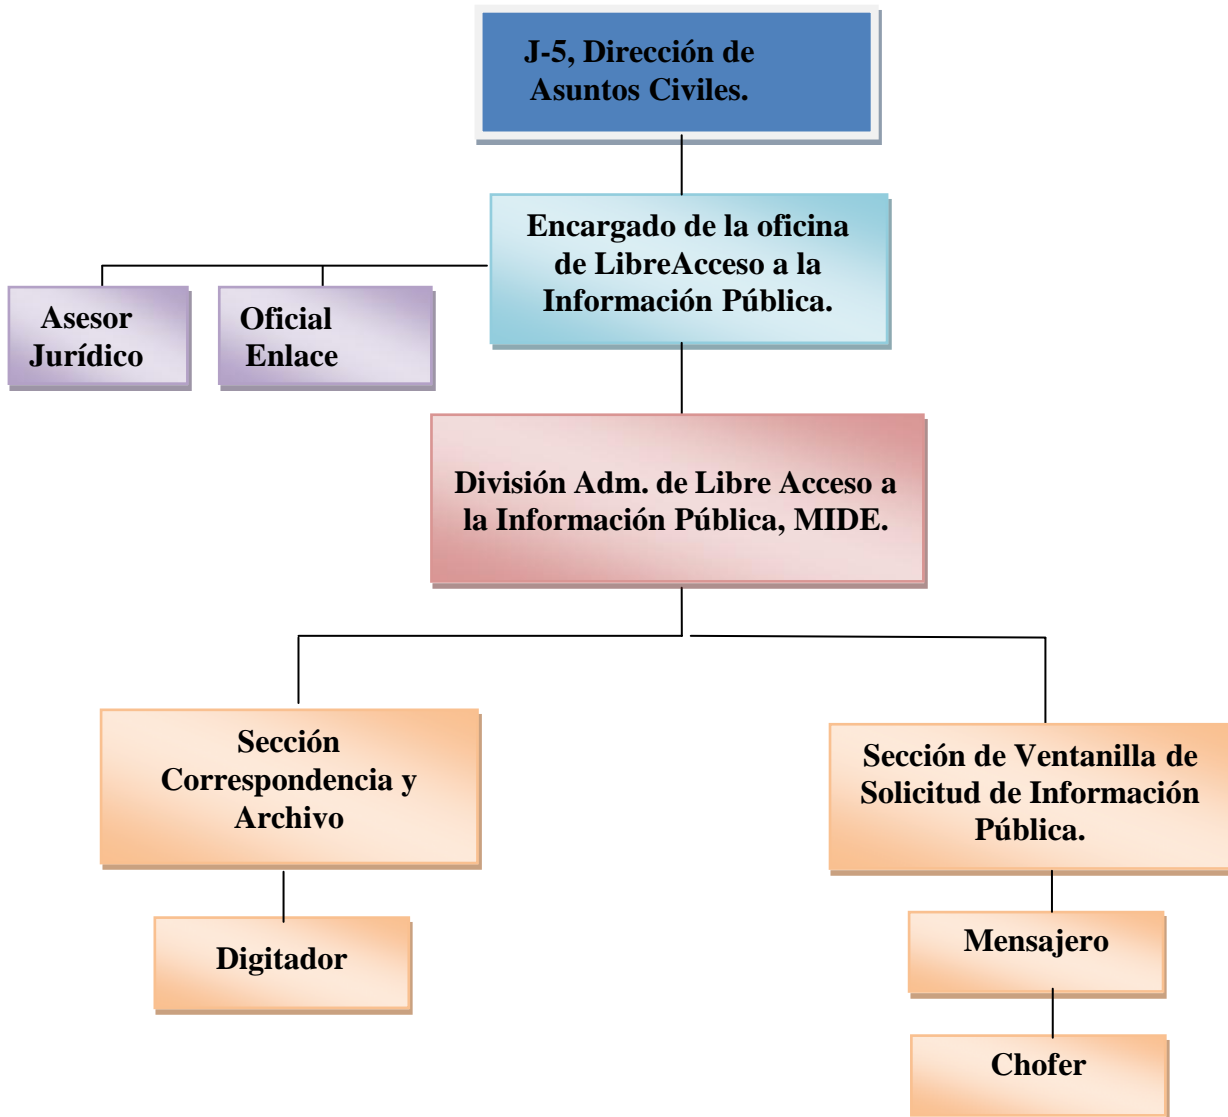 J-5, Dirección de
Asuntos Civiles.
Encargado de la oficina
de LibreAcceso a la
Información Pública.
Asesor
Jurídico
Oficial
Enlace
División Adm. de Libre Acceso a
la Información Pública, MIDE.
Sección
Correspondencia y
Archivo
Sección de Ventanilla de
Solicitud de Información
Pública.
Digitador
Mensajero
Chofer